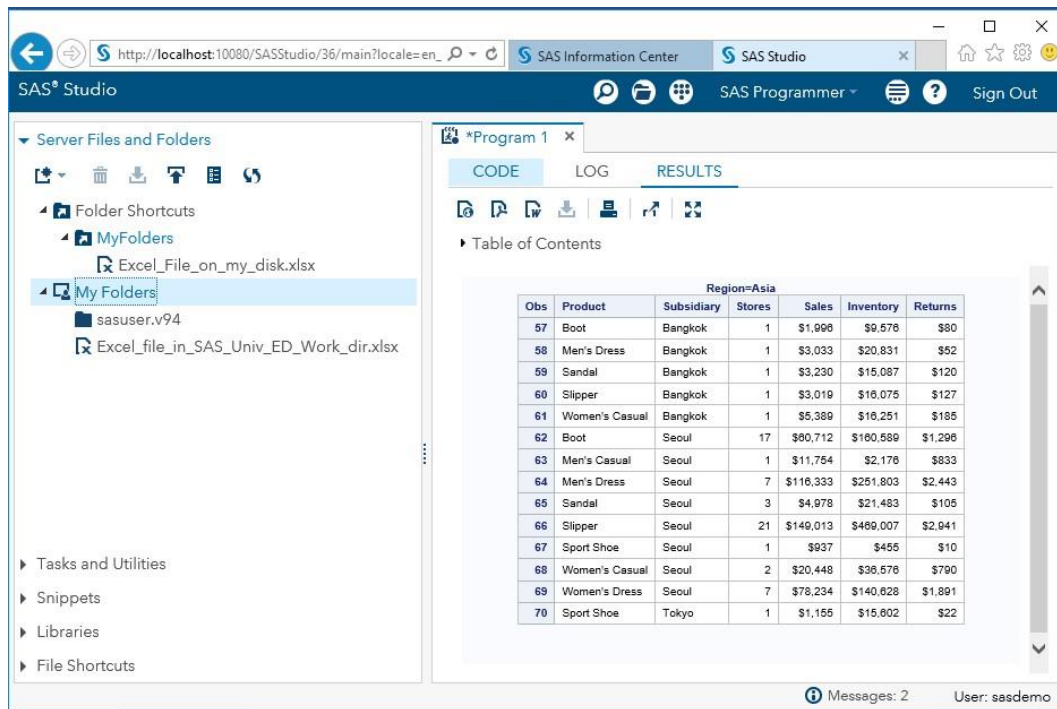 http://localhost:10080/SASStudio/36/main?locale=en_
SAS Information Center
SAS Studio
SAS® Studio
SAS Programmer
Sign Out
Server Files and Folders
Folder Shortcuts
MyFolders
Excel_File_on_my_disk.xlsx
My Folders
sasuser.v94
Excel_file_in_SAS_Univ_ED_Work_dir.xlsx
Tasks and Utilities
Snippets
Libraries
File Shortcuts
*Program 1
CODE LOG RESULTS
Table of Contents
Region=Asia
Obs Product Subsidiary Stores Sales Inventory Returns
57 Boot Bangkok 1 $1,996 $9,576 $80
58 Men's Dress Bangkok 1 $3,033 $20,831 $52
59 Sandal Bangkok 1 $3,230 $15,087 $120
60 Slipper Bangkok 1 $3,019 $16,075 $127
61 Women's Casual Bangkok 1 $5,389 $16,251 $185
62 Boot Seoul 17 $60,712 $160,589 $1,296
63 Men's Casual Seoul 1 $11,754 $2,176 $833
64 Men's Dress Seoul 7 $116,333 $251,803 $2,443
65 Sandal Seoul 3 $4,978 $21,483 $105
66 Slipper Seoul 21 $149,013 $469,007 $2,941
67 Sport Shoe Seoul 1 $937 $455 $10
68 Women's Casual Seoul 2 $20,448 $36,576 $790
69 Women's Dress Seoul 7 $78,234 $140,628 $1,891
70 Sport Shoe Tokyo 1 $1,155 $15,602 $22
Messages: 2
User: sasdemo